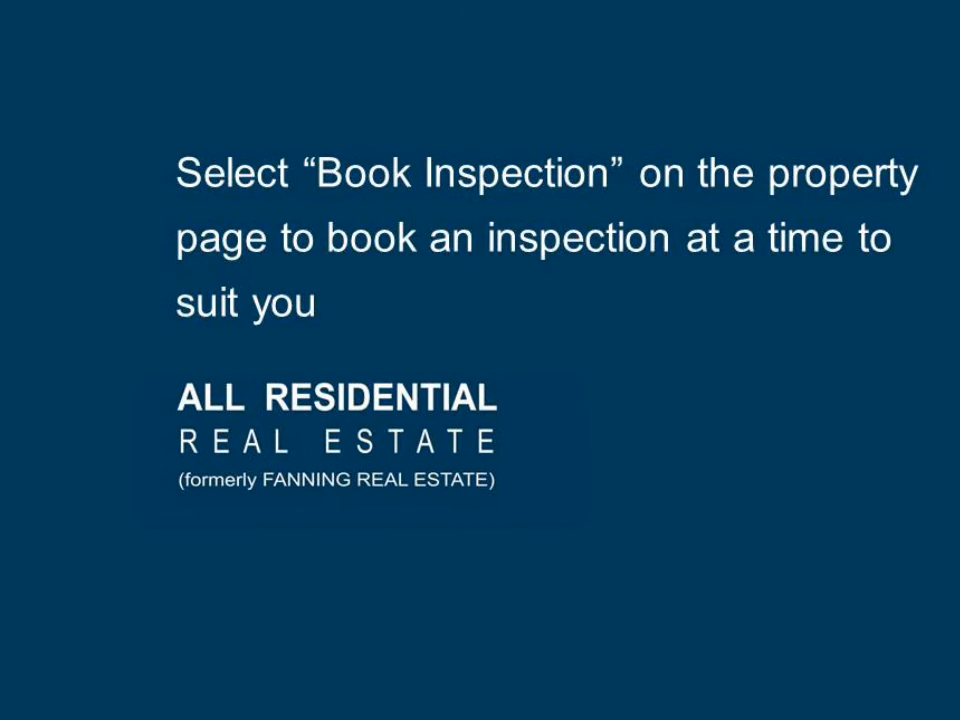 Select “Book Inspection” on the property
page to book an inspection at a time to
suit you
ALL RESIDENTIAL
REAL ESTATE
(formerly FANNING REAL ESTATE)